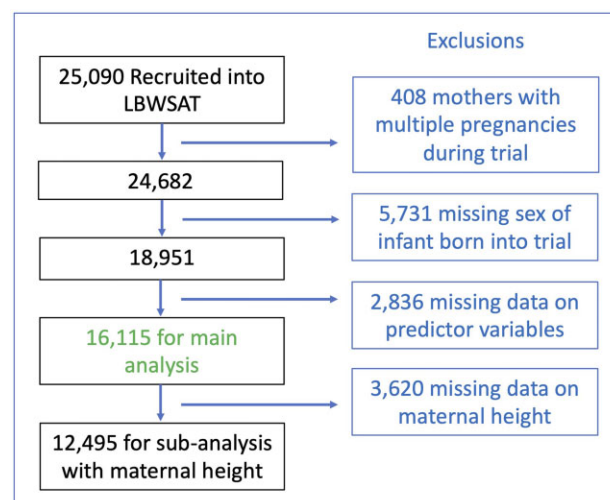 Exclusions
25,090 Recruited into
LBWSAT
408 mothers with
multiple pregnancies
during trial
24,682
5,731 missing sex of
infant born into trial
18,951
2,836 missing data on
predictor variables
16,115 for main
analysis
3,620 missing data on
maternal height
12,495 for sub-analysis
with maternal height